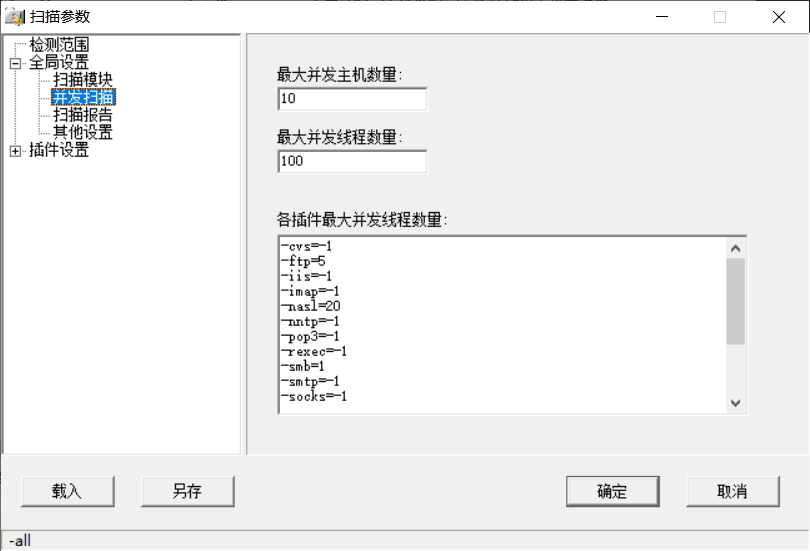 扫描参数
检测范围
全局设置
扫描模块
并发扫描
扫描报告
其他设置
插件设置
最大并发主机数量:
10
最大并发线程数量:
100
各插件最大并发线程数量:
-cvs=-1
-ftp=5
-iis=-1
-imap=-1
-nasl=20
-nntp=-1
-pop3=-1
-rexec=-1
-smb=1
-smtp=-1
-socks=-1
载入
另存
确定
取消
-all